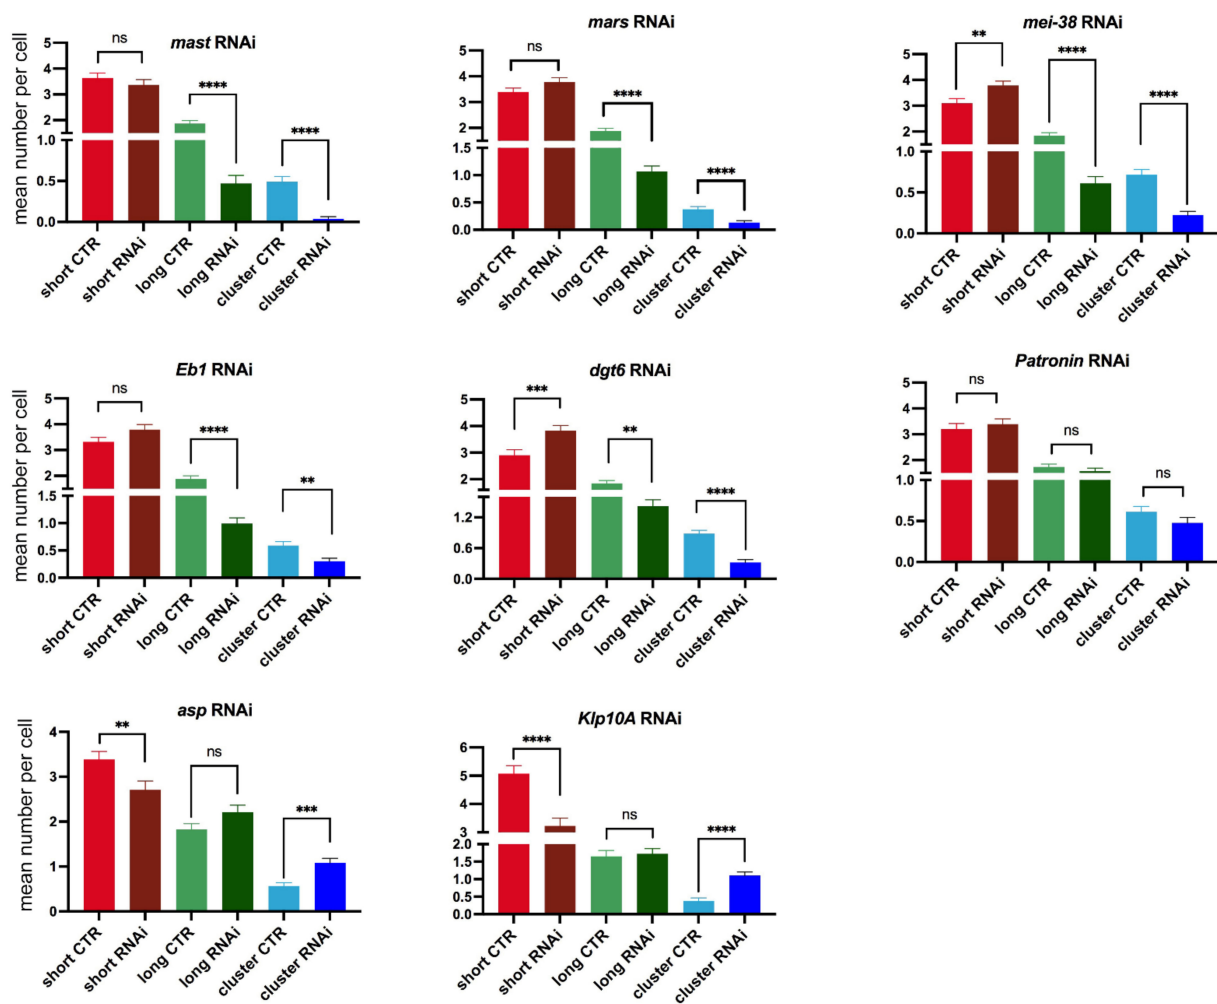 mast RNAi
mean number per cell
5
4
3
2
1.0
0.5
0.0
ns
****
****
short CTR
short RNAi
long CTR
long RNAi
cluster CTR
cluster RNAi
mars RNAi
5
4
3
2
1.5
1.0
0.5
0.0
ns
****
****
short CTR
short RNAi
long CTR
long RNAi
cluster CTR
cluster RNAi
mei-38 RNAi
5
4
3
2
1.0
0.5
0.0
**
****
****
short CTR
short RNAi
long CTR
long RNAi
cluster CTR
cluster RNAi
Eb1 RNAi
mean number per cell
5
4
3
2
1.5
1.0
0.5
0.0
ns
****
**
short CTR
short RNAi
long CTR
long RNAi
cluster CTR
cluster RNAi
dgt6 RNAi
5
4
3
2
1.2
0.6
0.0
***
**
****
short CTR
short RNAi
long CTR
long RNAi
cluster CTR
cluster RNAi
Patronin RNAi
5
4
3
2
1.0
0.5
0.0
ns
ns
ns
short CTR
short RNAi
long CTR
long RNAi
cluster CTR
cluster RNAi
asp RNAi
mean number per cell
4
3
2
1
0
**
ns
***
short CTR
short RNAi
long CTR
long RNAi
cluster CTR
cluster RNAi
Klp10A RNAi
6
5
4
3
2.0
1.5
1.0
0.5
0.0
****
ns
****
short CTR
short RNAi
long CTR
long RNAi
cluster CTR
cluster RNAi